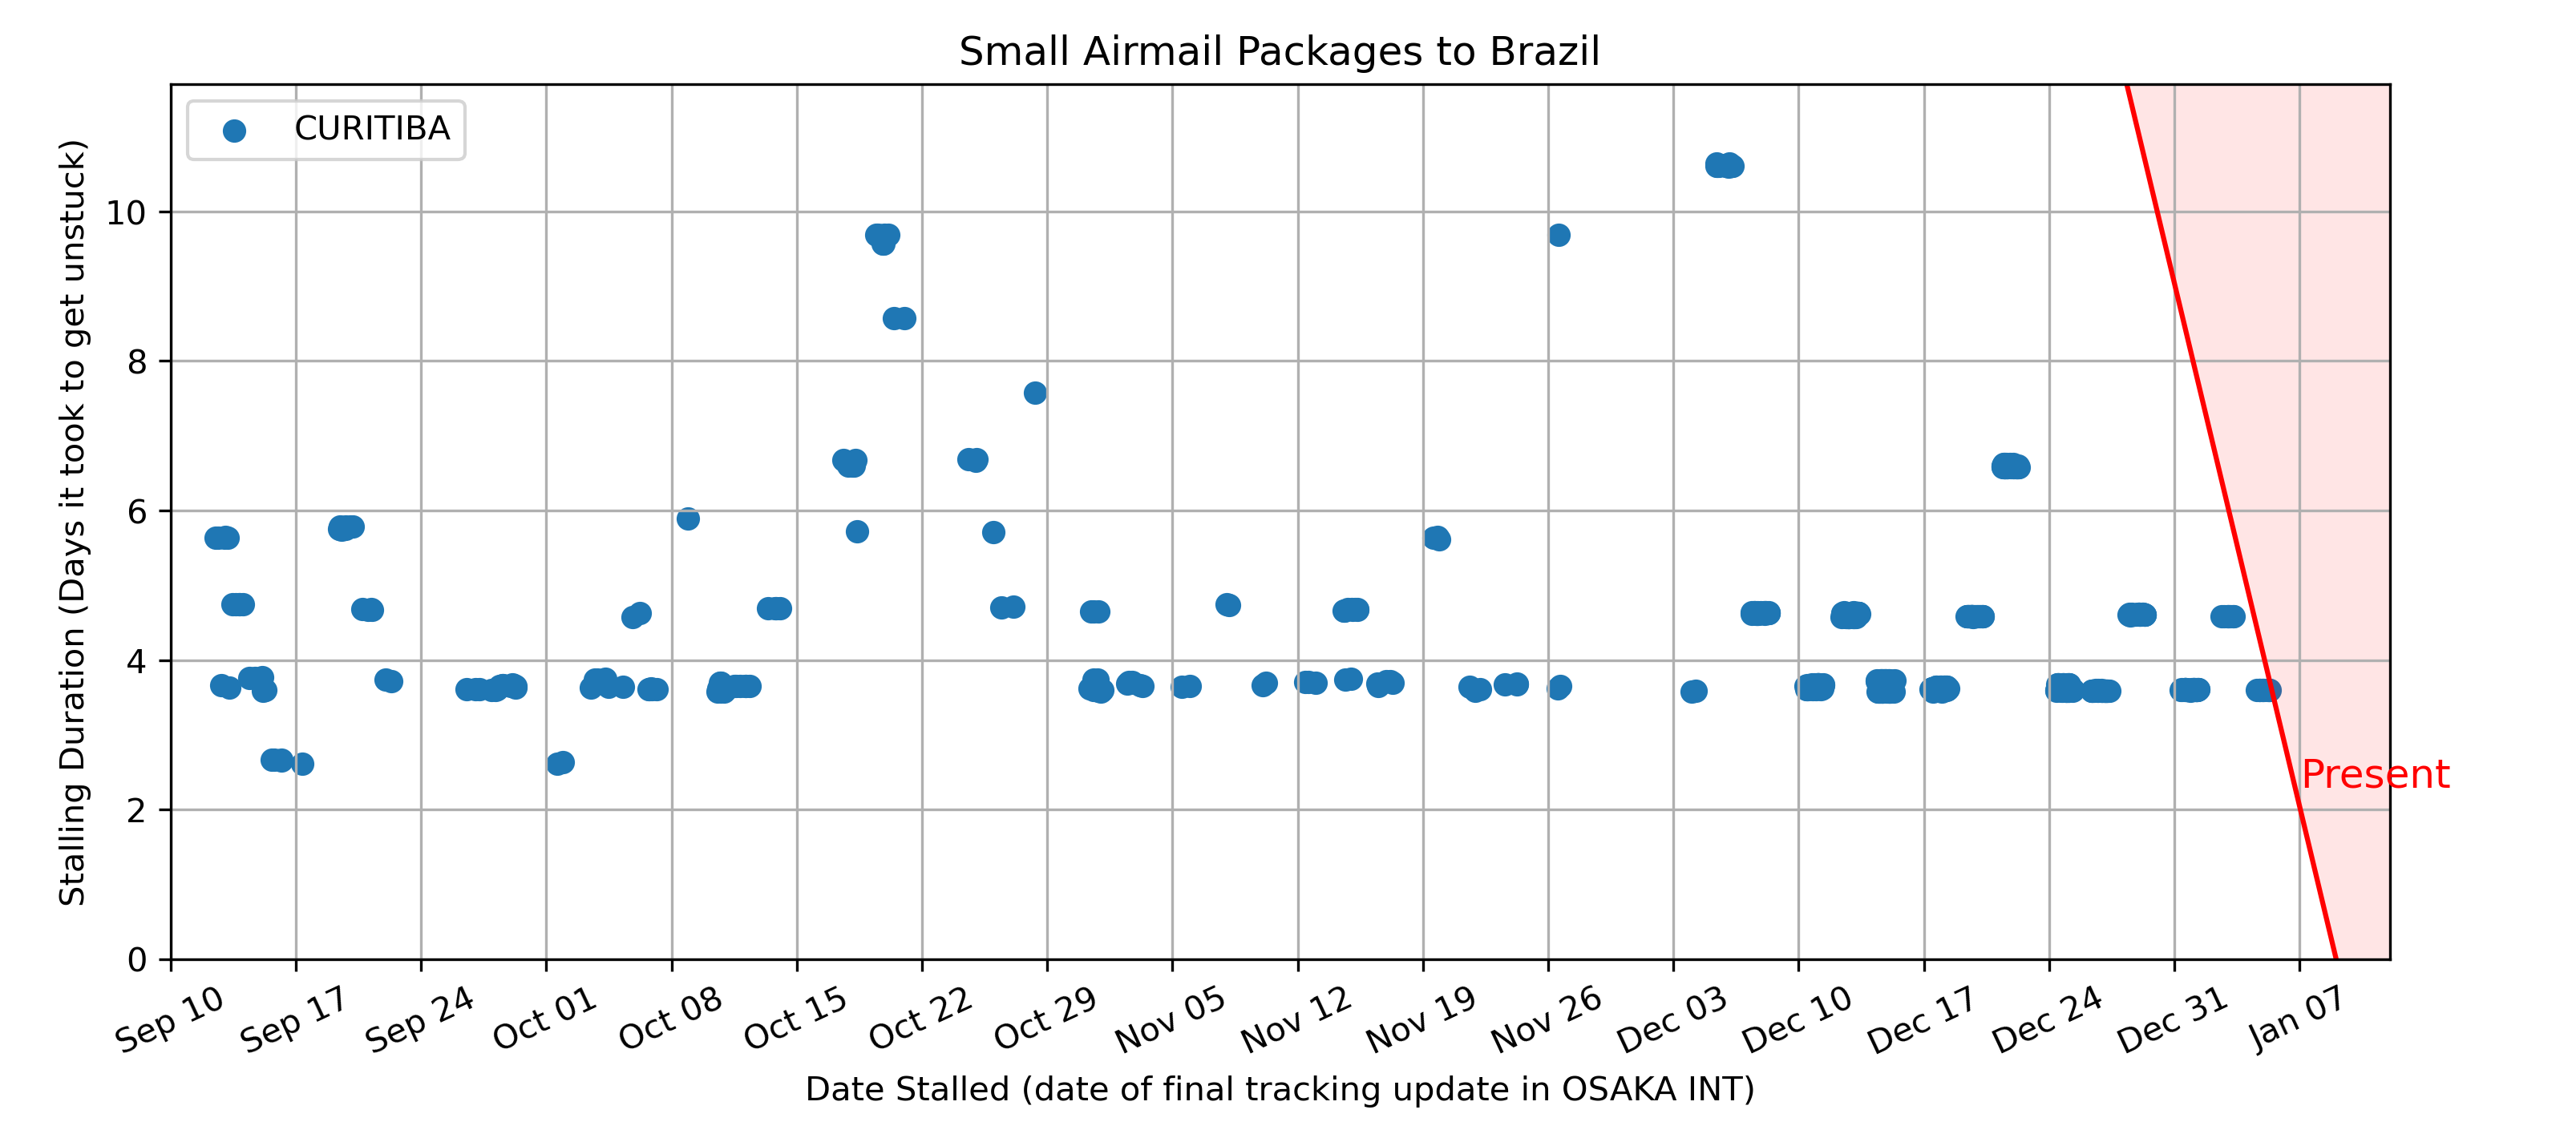 Small Airmail Packages to Brazil
CURITIBA
Stalling Duration (Days it took to get unstuck)
10
8
6
4
2
0
Present
Sep 10
Sep 17
Sep 24
Oct 01
Oct 08
Oct 15
Oct 22
Oct 29
Nov 05
Nov 12
Nov 19
Nov 26
Dec 03
Dec 10
Dec 17
Dec 24
Dec 31
Jan 07
Date Stalled (date of final tracking update in OSAKA INT)